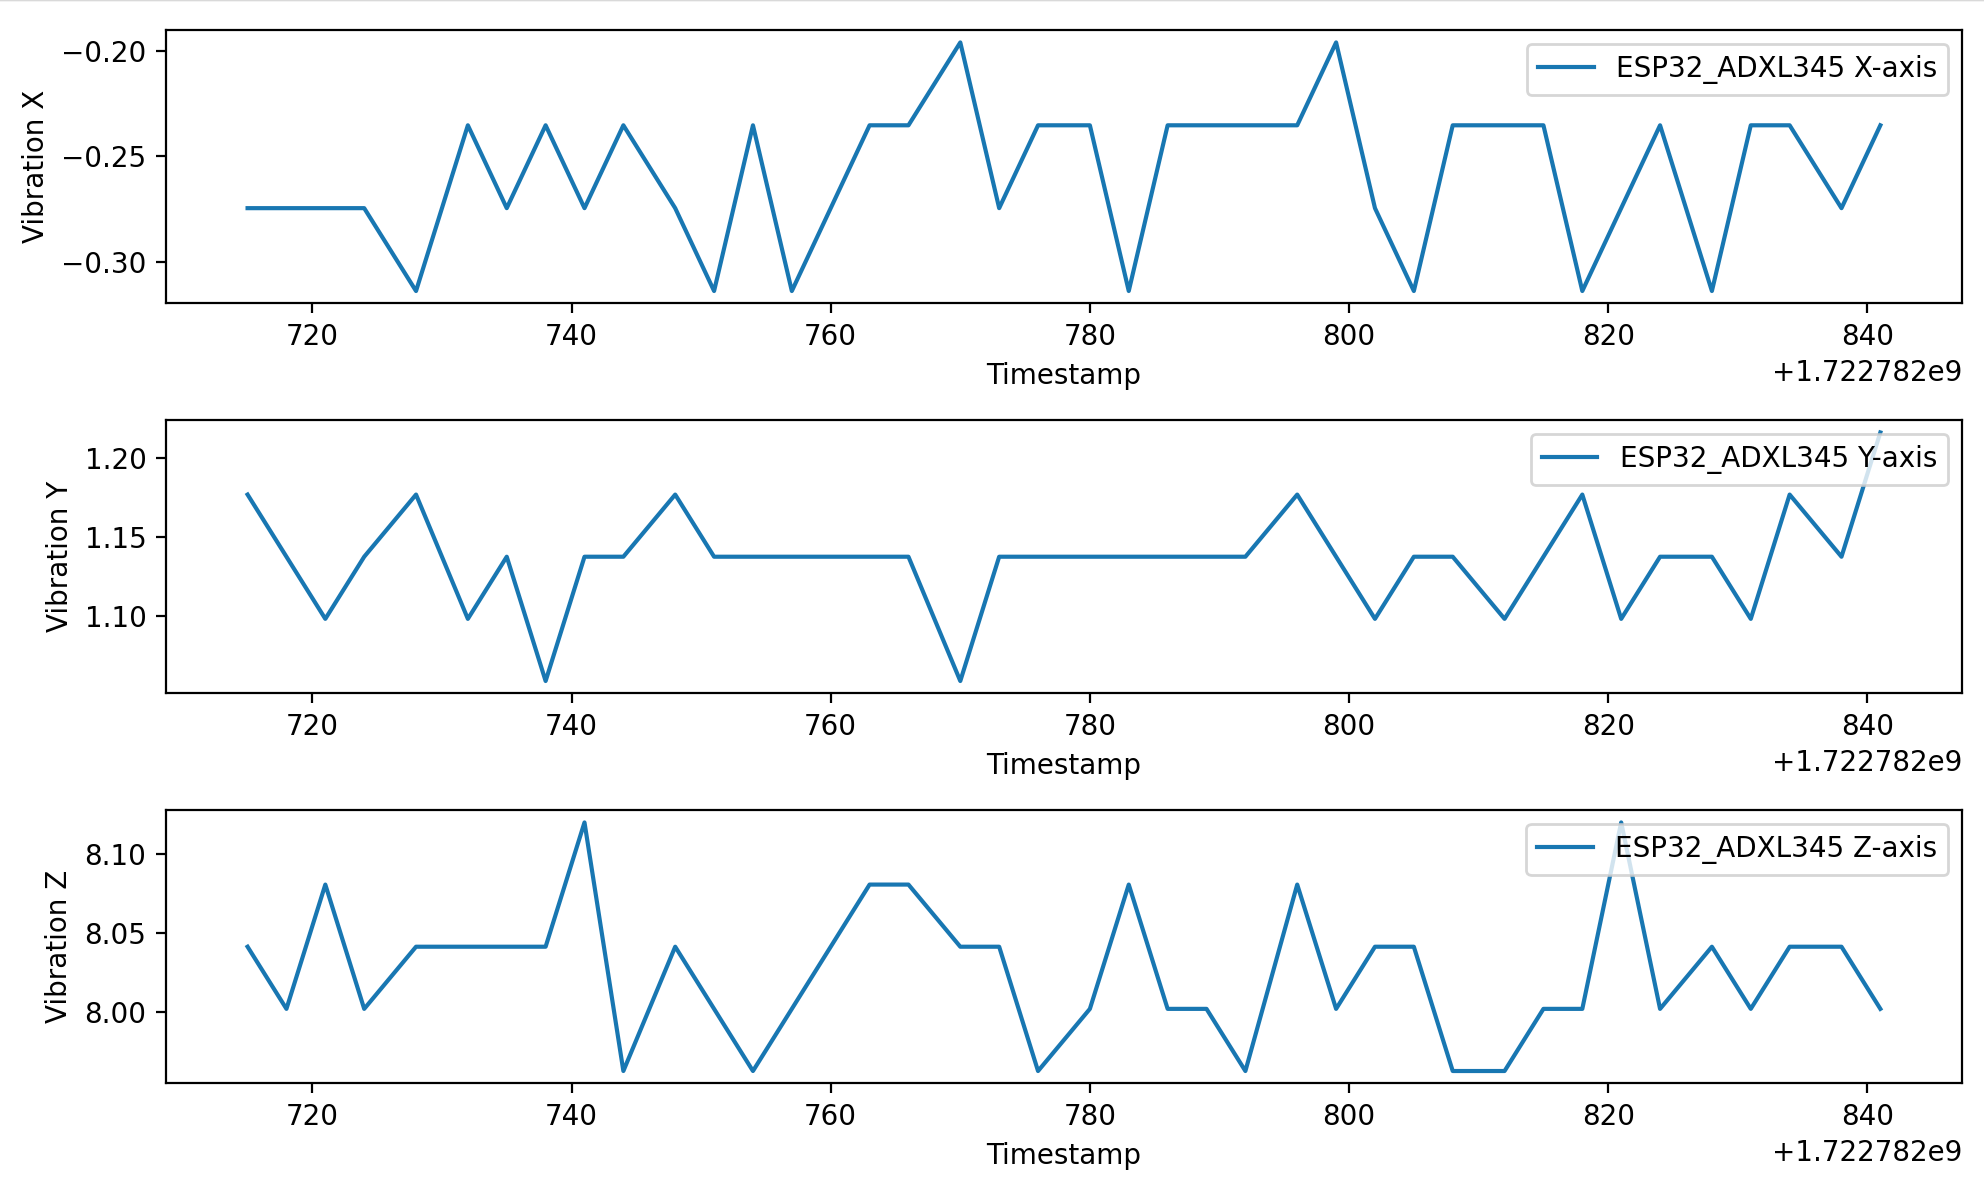 −0.20
−0.25
−0.30
Vibration X
ESP32_ADXL345 X-axis
720 740 760 780 800 820 840
Timestamp
+1.722782e9
1.20
1.15
1.10
Vibration Y
ESP32_ADXL345 Y-axis
720 740 760 780 800 820 840
Timestamp
+1.722782e9
8.10
8.05
8.00
Vibration Z
ESP32_ADXL345 Z-axis
720 740 760 780 800 820 840
Timestamp
+1.722782e9